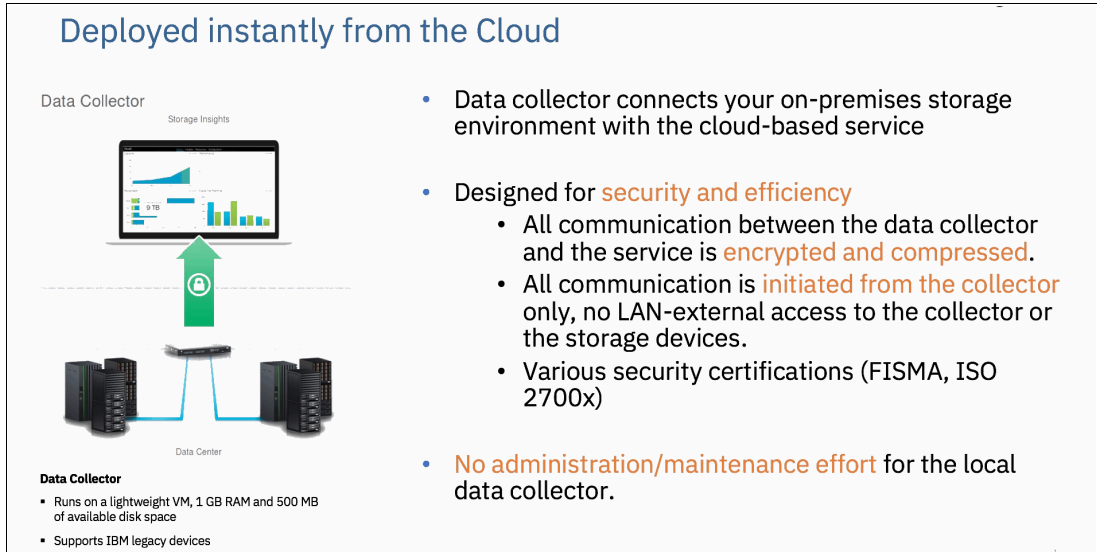 Deployed instantly from the Cloud
Data Collector
Storage Insights
9 TB
Data Center
Data Collector
▪ Runs on a lightweight VM, 1 GB RAM and 500 MB
of available disk space
▪ Supports IBM legacy devices
• Data collector connects your on-premises storage
environment with the cloud-based service
• Designed for security and efficiency
• All communication between the data collector
and the service is encrypted and compressed.
• All communication is initiated from the collector
only, no LAN-external access to the collector or
the storage devices.
• Various security certifications (FISMA, ISO
2700x)
• No administration/maintenance effort for the local
data collector.